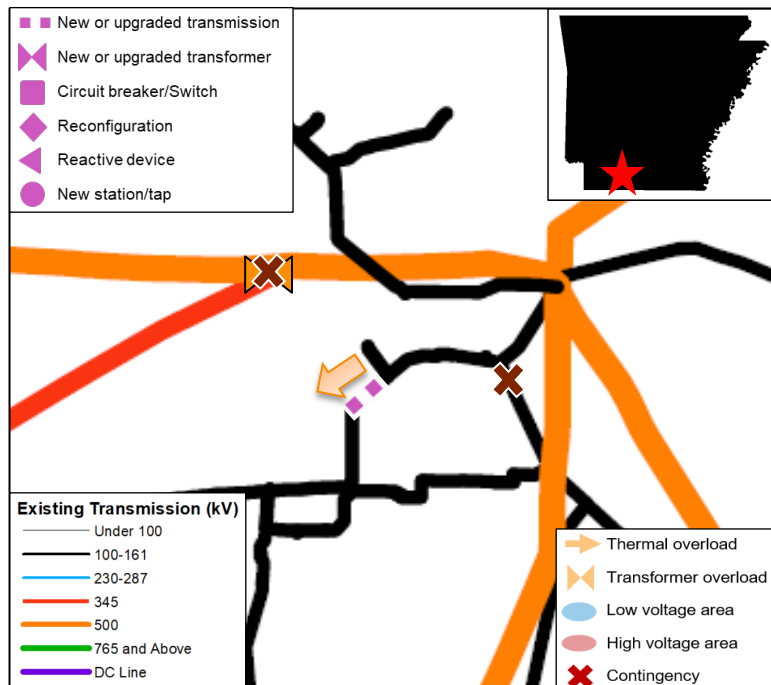 New or upgraded transmission
New or upgraded transformer
Circuit breaker/Switch
Reconfiguration
Reactive device
New station/tap
Existing Transmission (kV)
Under 100
100-161
230-287
345
500
765 and Above
DC Line
Thermal overload
Transformer overload
Low voltage area
High voltage area
Contingency